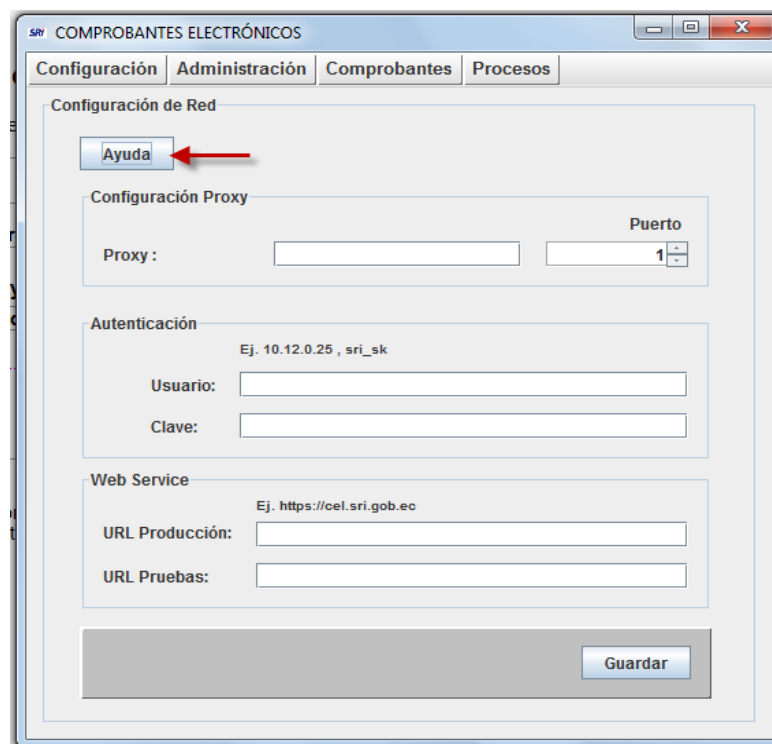 SRI COMPROBANTES ELECTRÓNICOS
Configuración Administración Comprobantes Procesos
Configuración de Red
Ayuda
Configuración Proxy
Puerto
Proxy : 1
Autenticación
Ej. 10.12.0.25 , sri_sk
Usuario:
Clave:
Web Service
Ej. https://cel.sri.gob.ec
URL Producción:
URL Pruebas:
Guardar